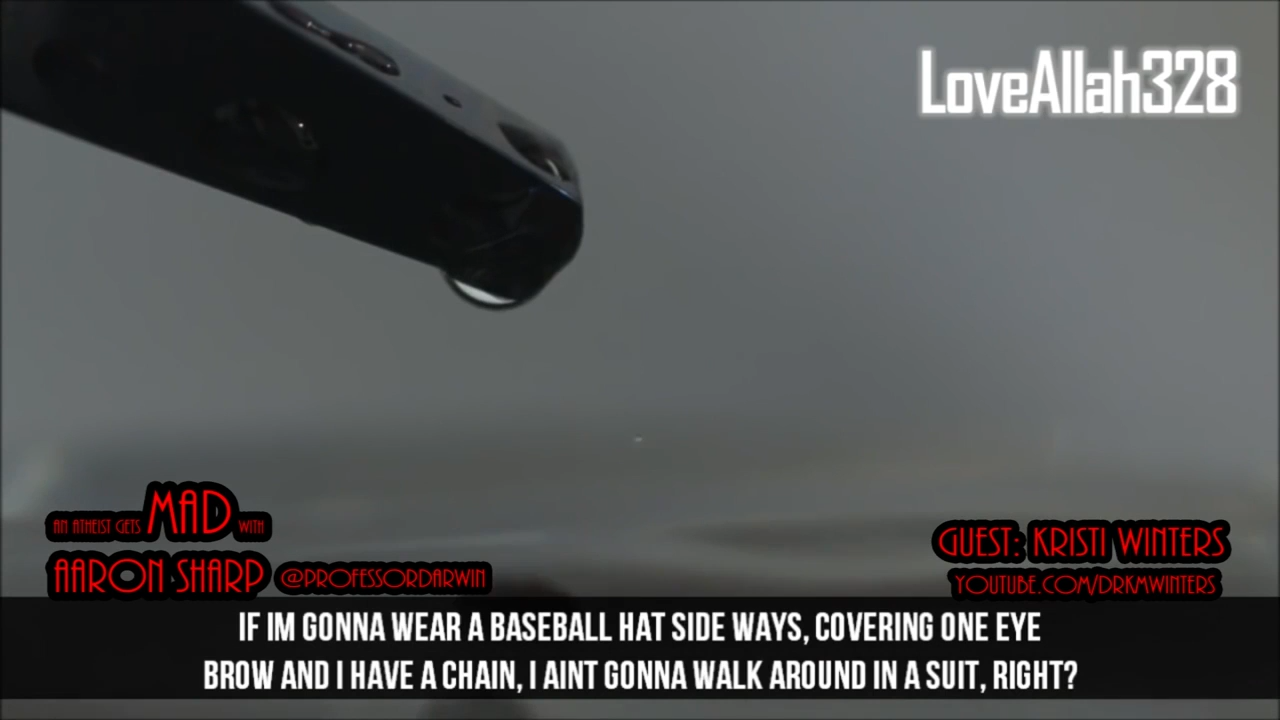 LoveAllah328
AN ATHEIST GETS MAD WITH
AARON SHARP @PROFESSORDARWIN
GUEST: KRISTI WINTERS
YOUTUBE.COM/DRKMWINTERS
IF IM GONNA WEAR A BASEBALL HAT SIDE WAYS, COVERING ONE EYE
BROW AND I HAVE A CHAIN, I AINT GONNA WALK AROUND IN A SUIT, RIGHT?